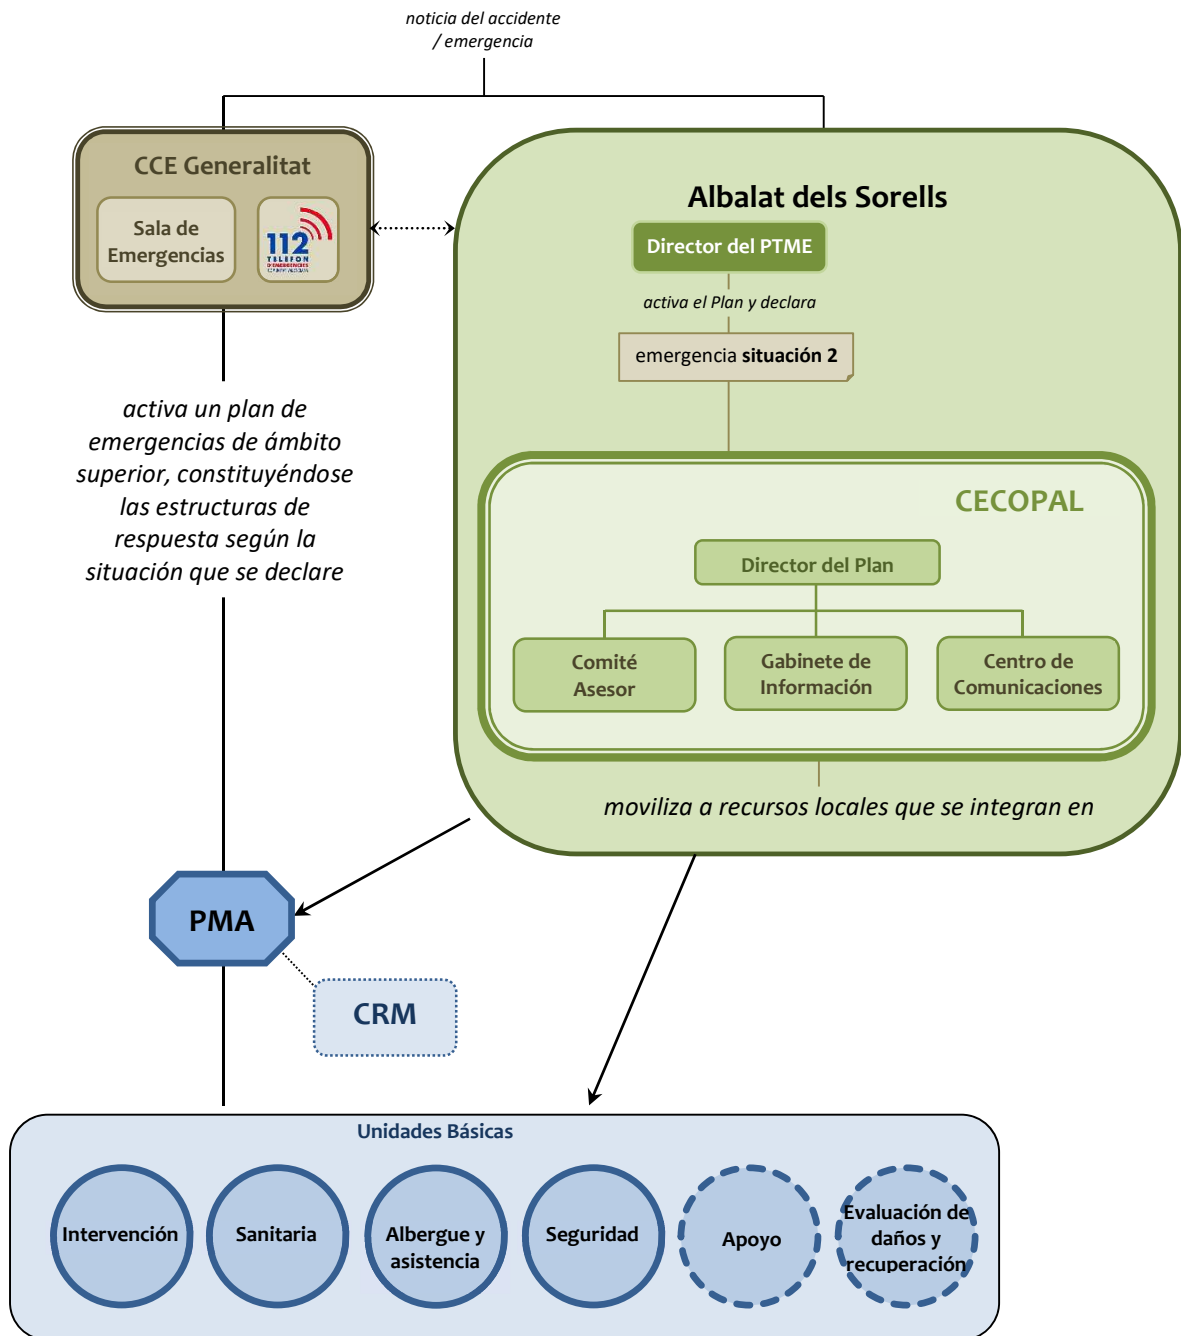 noticia del accidente
/ emergencia
CCE Generalitat
Sala de
Emergencias
112
TELÈFON
D'EMERGÈNCIES
Albalat dels Sorells
Director del PTME
activa el Plan y declara
emergencia situación 2
activa un plan de
emergencias de ámbito
superior, constituyéndose
las estructuras de
respuesta según la
situación que se declare
CECOPAL
Director del Plan
Comité
Asesor
Gabinete de
Información
Centro de
Comunicaciones
moviliza a recursos locales que se integran en
PMA
CRM
Unidades Básicas
Intervención
Sanitaria
Albergue y
asistencia
Seguridad
Apoyo
Evaluación de
daños y
recuperación